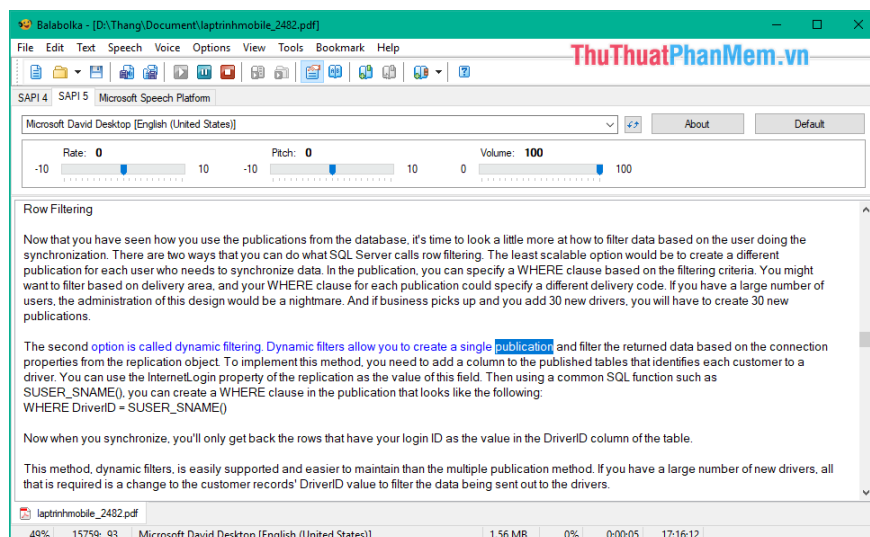 Balabolka - [D:\Thang\Document\laptrinhmobile_2482.pdf]
File Edit Text Speech Voice Options View Tools Bookmark Help
ThuThuatPhanMem.vn
SAPI 4 SAPI 5 Microsoft Speech Platform
Microsoft David Desktop [English (United States)] About Default
Rate: 0 Pitch: 0 Volume: 100
-10 10 -10 10 0 100
Row Filtering
Now that you have seen how you use the publications from the database, it's time to look a little more at how to filter data based on the user doing the
synchronization. There are two ways that you can do what SQL Server calls row filtering. The least scalable option would be to create a different
publication for each user who needs to synchronize data. In the publication, you can specify a WHERE clause based on the filtering criteria. You might
want to filter based on delivery area, and your WHERE clause for each publication could specify a different delivery code. If you have a large number of
users, the administration of this design would be a nightmare. And if business picks up and you add 30 new drivers, you will have to create 30 new
publications.
The second option is called dynamic filtering. Dynamic filters allow you to create a single publication and filter the returned data based on the connection
properties from the replication object. To implement this method, you need to add a column to the published tables that identifies each customer to a
driver. You can use the InternetLogin property of the replication as the value of this field. Then using a common SQL function such as
SUSER_SNAME(), you can create a WHERE clause in the publication that looks like the following:
WHERE DriverID = SUSER_SNAME()
Now when you synchronize, you'll only get back the rows that have your login ID as the value in the DriverID column of the table.
This method, dynamic filters, is easily supported and easier to maintain than the multiple publication method. If you have a large number of new drivers, all
that is required is a change to the customer records' DriverID value to filter the data being sent out to the drivers.
laptrinhmobile_2482.pdf
49% 15759: 93 Microsoft David Desktop [English (United States)] 1.56 MB 0% 0:00:05 17:16:12